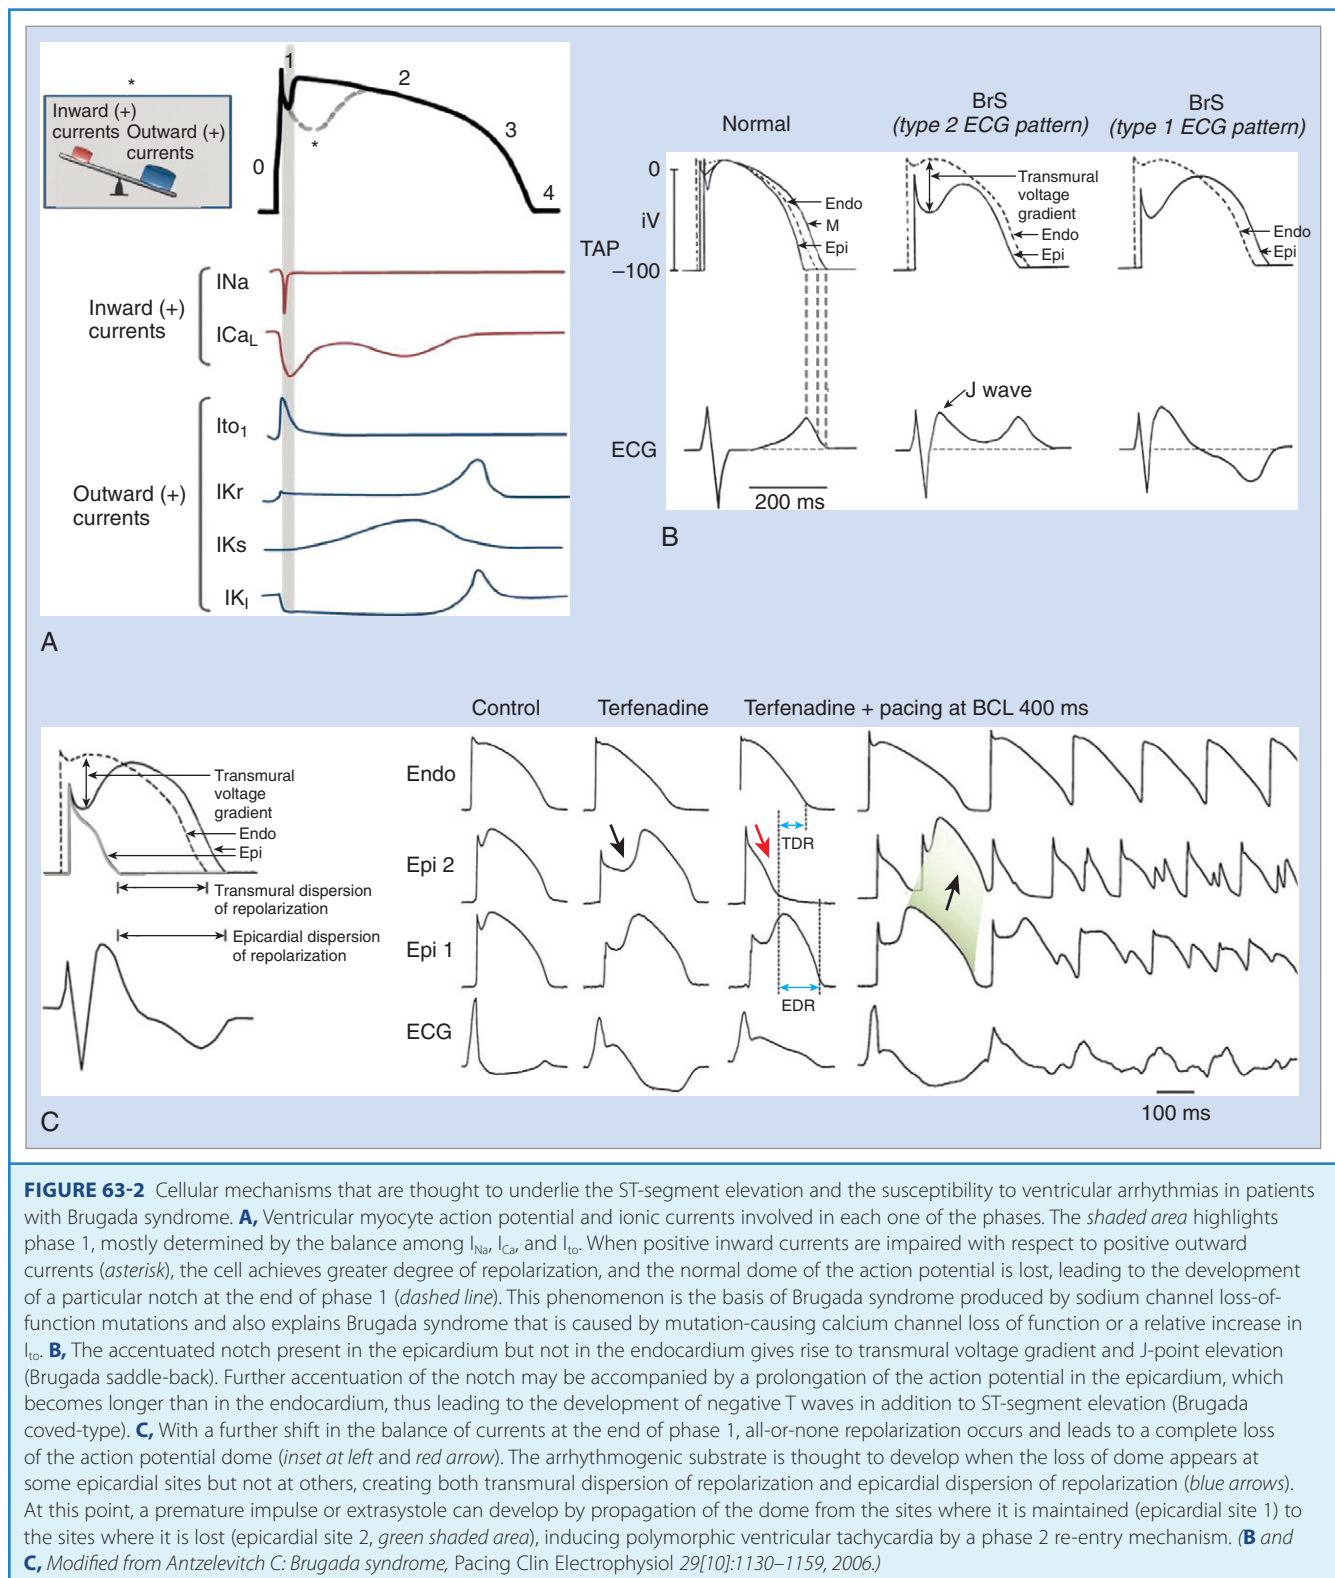 *
Inward (+)
currents
Outward (+)
currents
0
1
2
3
4
*
Inward (+)
currents
INa
ICaL
Outward (+)
currents
Ito1
IKr
IKs
IKI
A
Normal
BrS
(type 2 ECG pattern)
BrS
(type 1 ECG pattern)
0
iV
TAP
–100
Endo
M
Epi
Transmural
voltage
gradient
Endo
Epi
Endo
Epi
J wave
ECG
200 ms
B
Control
Terfenadine
Terfenadine + pacing at BCL 400 ms
Transmural
voltage
gradient
Endo
Epi
Transmural dispersion
of repolarization
Epicardial dispersion
of repolarization
Endo
Epi 2
Epi 1
ECG
TDR
EDR
100 ms
C
FIGURE 63-2 Cellular mechanisms that are thought to underlie the ST-segment elevation and the susceptibility to ventricular arrhythmias in patients
with Brugada syndrome. A, Ventricular myocyte action potential and ionic currents involved in each one of the phases. The shaded area highlights
phase 1, mostly determined by the balance among INa, ICa, and Ito. When positive inward currents are impaired with respect to positive outward
currents (asterisk), the cell achieves greater degree of repolarization, and the normal dome of the action potential is lost, leading to the development
of a particular notch at the end of phase 1 (dashed line). This phenomenon is the basis of Brugada syndrome produced by sodium channel loss-of-
function mutations and also explains Brugada syndrome that is caused by mutation-causing calcium channel loss of function or a relative increase in
Ito. B, The accentuated notch present in the epicardium but not in the endocardium gives rise to transmural voltage gradient and J-point elevation
(Brugada saddle-back). Further accentuation of the notch may be accompanied by a prolongation of the action potential in the epicardium, which
becomes longer than in the endocardium, thus leading to the development of negative T waves in addition to ST-segment elevation (Brugada
coved-type). C, With a further shift in the balance of currents at the end of phase 1, all-or-none repolarization occurs and leads to a complete loss
of the action potential dome (inset at left and red arrow). The arrhythmogenic substrate is thought to develop when the loss of dome appears at
some epicardial sites but not at others, creating both transmural dispersion of repolarization and epicardial dispersion of repolarization (blue arrows).
At this point, a premature impulse or extrasystole can develop by propagation of the dome from the sites where it is maintained (epicardial site 1) to
the sites where it is lost (epicardial site 2, green shaded area), inducing polymorphic ventricular tachycardia by a phase 2 re-entry mechanism. (B and
C, Modified from Antzelevitch C: Brugada syndrome, Pacing Clin Electrophysiol 29[10]:1130–1159, 2006.)